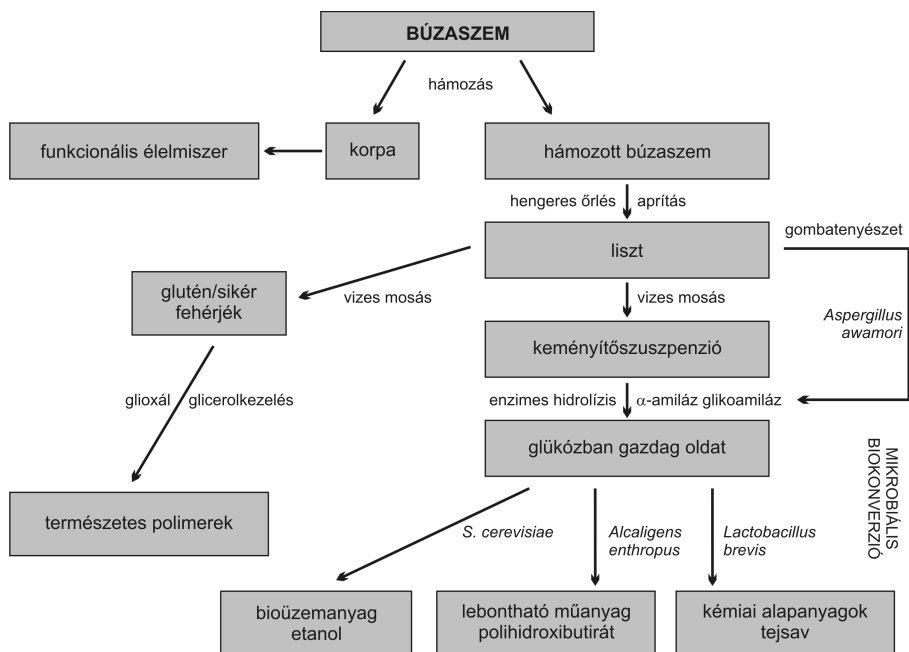 BÚZASZEM
hámozás
funkcionális élelmiszer
korpa
hámozott búzaszem
hengeres őrlés
aprítás
liszt
gombatenyészet
glutén/sikér
fehérjék
vizes mosás
vizes mosás
Aspergillus
awamori
keményítőszuszpenzió
glioxál
glicerolkezelés
enzimes hidrolízis
α-amiláz glikoamiláz
glükózban gazdag oldat
MIKROBIÁLIS
BIOKONVERZIÓ
természetes polimerek
S. cerevisiae
Alcaligens
enthropus
Lactobacillus
brevis
bioüzemanyag
etanol
lebontható műanyag
polihidroxibutirát
kémiai alapanyagok
tejsav